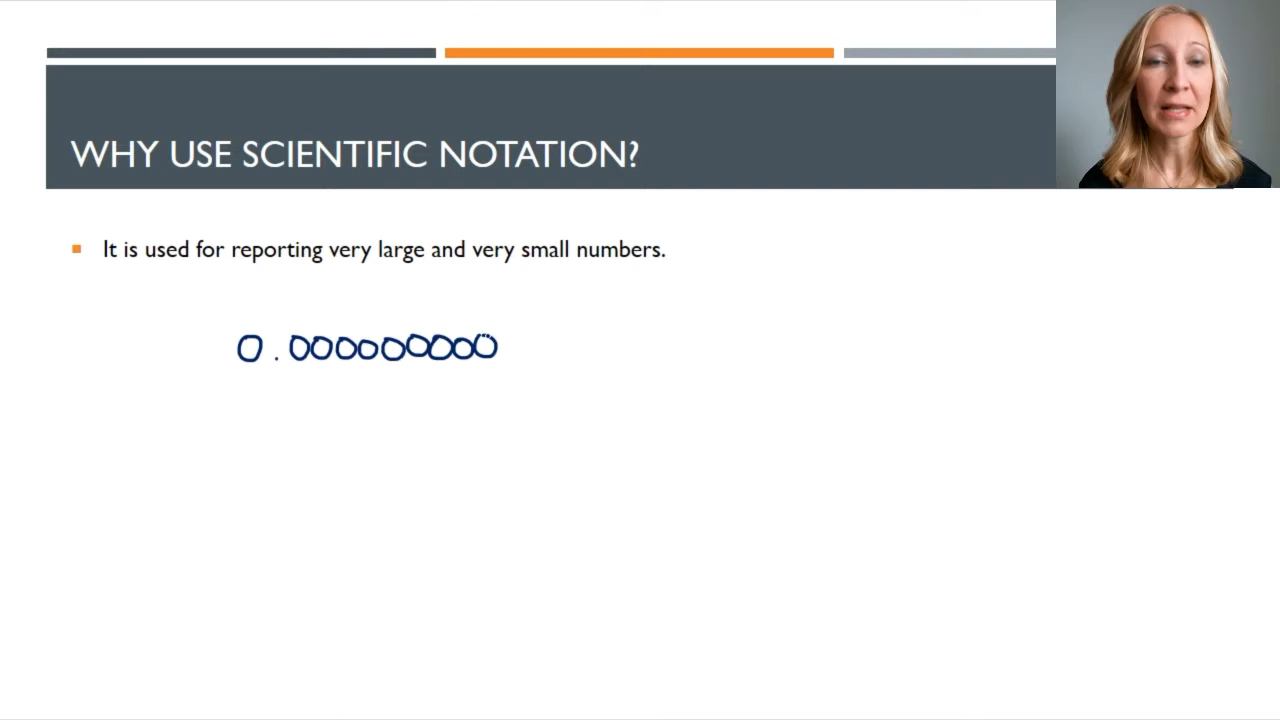 WHY USE SCIENTIFIC NOTATION?
It is used for reporting very large and very small numbers.
0.000000000